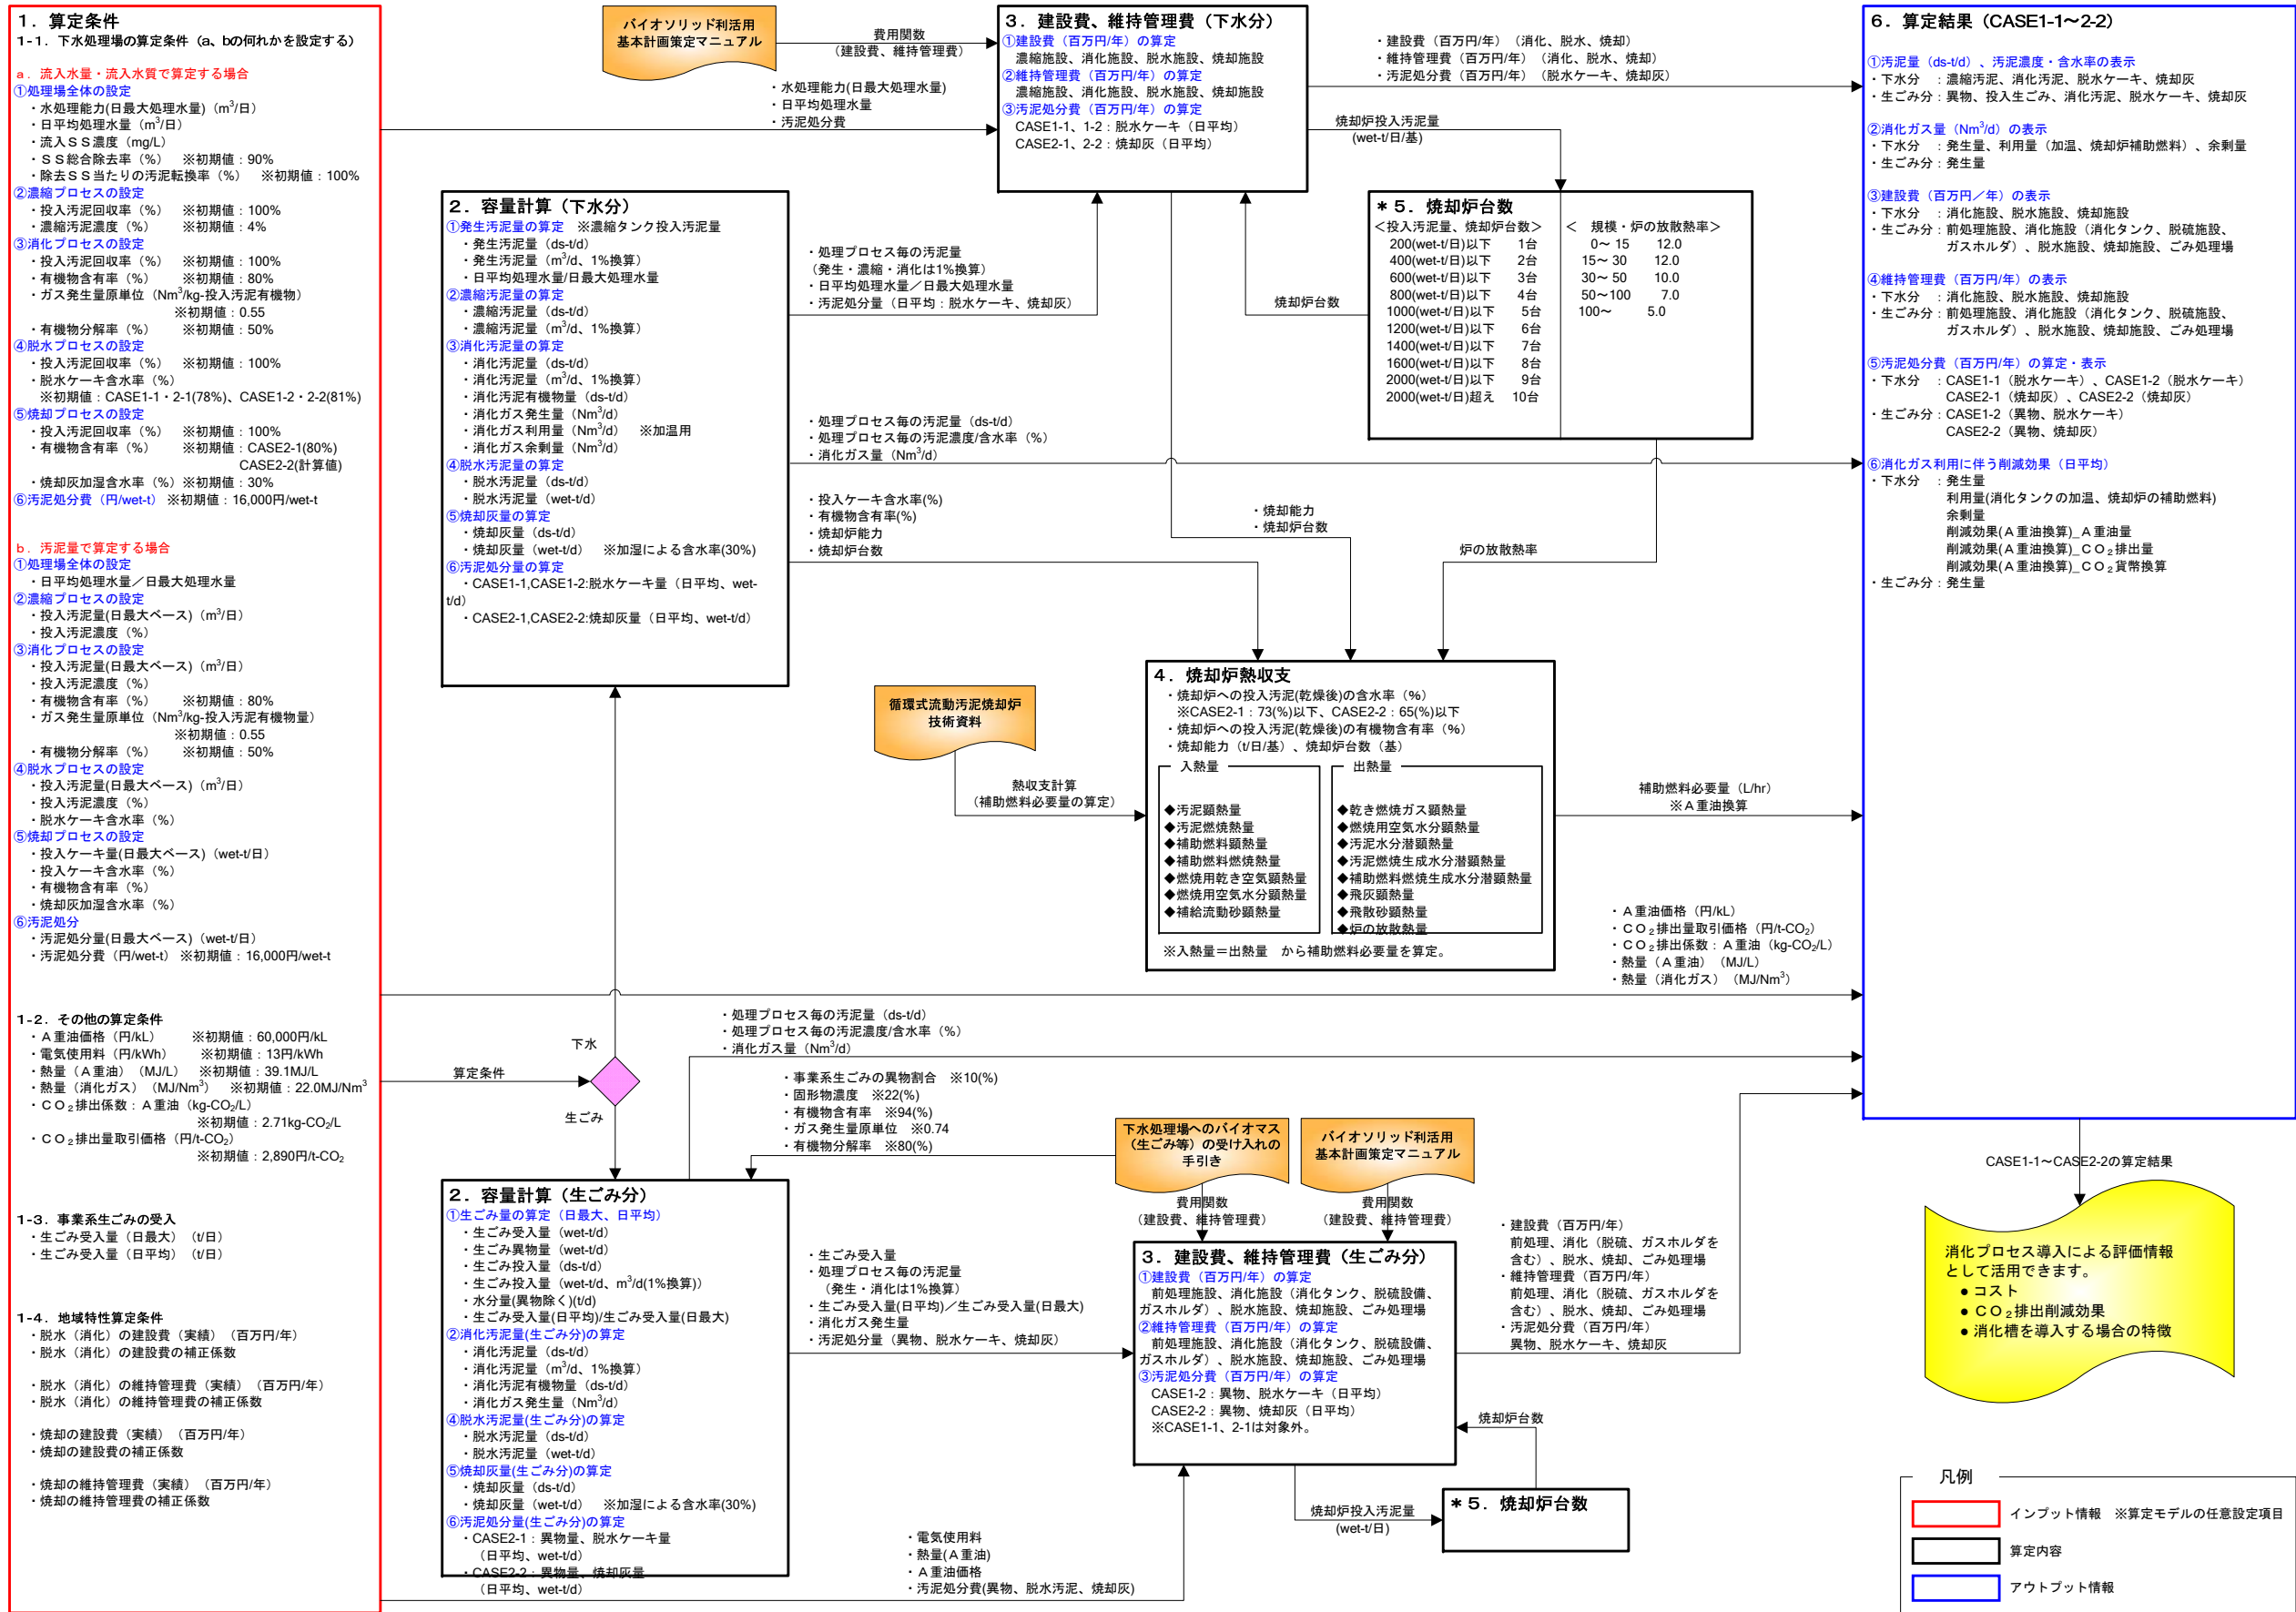 1．算定条件
1-1．下水処理場の算定条件（a、bの何れかを設定する）
a．流入水量・流入水質で算定する場合
①処理場全体の設定
・水処理能力(日最大処理水量)（m³/日）
・日平均処理水量（m³/日）
・流入ＳＳ濃度（mg/L）
・ＳＳ総合除去率（%）　※初期値：90%
・除去ＳＳ当たりの汚泥転換率（%）　※初期値：100%
②濃縮プロセスの設定
・投入汚泥回収率（%）　※初期値：100%
・濃縮汚泥濃度（%）　　※初期値：4%
③消化プロセスの設定
・投入汚泥回収率（%）　※初期値：100%
・有機物含有率（%）　　※初期値：80%
・ガス発生量原単位（Nm³/kg-投入汚泥有機物）
※初期値：0.55
・有機物分解率（%）　　※初期値：50%
④脱水プロセスの設定
・投入汚泥回収率（%）　※初期値：100%
・脱水ケーキ含水率（%）
※初期値：CASE1-1・2-1(78%)、CASE1-2・2-2(81%)
⑤焼却プロセスの設定
・投入汚泥回収率（%）　※初期値：100%
・有機物含有率（%）　　※初期値：CASE2-1(80%)
CASE2-2(計算値)
・焼却灰加湿含水率（%）※初期値：30%
⑥汚泥処分費（円/wet-t）※初期値：16,000円/wet-t
b．汚泥量で算定する場合
①処理場全体の設定
・日平均処理水量／日最大処理水量
②濃縮プロセスの設定
・投入汚泥量(日最大ベース)（m³/日）
・投入汚泥濃度（%）
③消化プロセスの設定
・投入汚泥量(日最大ベース)（m³/日）
・投入汚泥濃度（%）
・有機物含有率（%）　　※初期値：80%
・ガス発生量原単位（Nm³/kg-投入汚泥有機物量）
※初期値：0.55
・有機物分解率（%）　　※初期値：50%
④脱水プロセスの設定
・投入汚泥量(日最大ベース)（m³/日）
・投入汚泥濃度（%）
・脱水ケーキ含水率（%）
⑤焼却プロセスの設定
・投入ケーキ量(日最大ベース)（wet-t/日）
・投入ケーキ含水率（%）
・有機物含有率（%）
・焼却灰加湿含水率（%）
⑥汚泥処分
・汚泥処分量(日最大ベース)（wet-t/日）
・汚泥処分費（円/wet-t）※初期値：16,000円/wet-t
1-2．その他の算定条件
・Ａ重油価格（円/kL）　　※初期値：60,000円/kL
・電気使用料（円/kWh）　　※初期値：13円/kWh
・熱量（Ａ重油）（MJ/L）　※初期値：39.1MJ/L
・熱量（消化ガス）（MJ/Nm³）　※初期値：22.0MJ/Nm³
・ＣＯ₂排出係数：Ａ重油（kg-CO₂/L）
※初期値：2.71kg-CO₂/L
・ＣＯ₂排出量取引価格（円/t-CO₂）
※初期値：2,890円/t-CO₂
1-3．事業系生ごみの受入
・生ごみ受入量（日最大）（t/日）
・生ごみ受入量（日平均）（t/日）
1-4．地域特性算定条件
・脱水（消化）の建設費（実績）（百万円/年）
・脱水（消化）の建設費の補正係数
・脱水（消化）の維持管理費（実績）（百万円/年）
・脱水（消化）の維持管理費の補正係数
・焼却の建設費（実績）（百万円/年）
・焼却の建設費の補正係数
・焼却の維持管理費（実績）（百万円/年）
・焼却の維持管理費の補正係数
バイオソリッド利活用
基本計画策定マニュアル
費用関数
（建設費、維持管理費）
・水処理能力(日最大処理水量)
・日平均処理水量
・汚泥処分費
3．建設費、維持管理費（下水分）
①建設費（百万円/年）の算定
濃縮施設、消化施設、脱水施設、焼却施設
②維持管理費（百万円/年）の算定
濃縮施設、消化施設、脱水施設、焼却施設
③汚泥処分費（百万円/年）の算定
CASE1-1、1-2：脱水ケーキ（日平均）
CASE2-1、2-2：焼却灰（日平均）
・建設費（百万円/年）（消化、脱水、焼却）
・維持管理費（百万円/年）（消化、脱水、焼却）
・汚泥処分費（百万円/年）（脱水ケーキ、焼却灰）
焼却炉投入汚泥量
(wet-t/日/基)
2．容量計算（下水分）
①発生汚泥量の算定　※濃縮タンク投入汚泥量
・発生汚泥量（ds-t/d）
・発生汚泥量（m³/d、1%換算）
・日平均処理水量/日最大処理水量
②濃縮汚泥量の算定
・濃縮汚泥量（ds-t/d）
・濃縮汚泥量（m³/d、1%換算）
③消化汚泥量の算定
・消化汚泥量（ds-t/d）
・消化汚泥量（m³/d、1%換算）
・消化汚泥有機物量（ds-t/d）
・消化ガス発生量（Nm³/d）
・消化ガス利用量（Nm³/d）　※加温用
・消化ガス余剰量（Nm³/d）
④脱水汚泥量の算定
・脱水汚泥量（ds-t/d）
・脱水汚泥量（wet-t/d）
⑤焼却灰量の算定
・焼却灰量（ds-t/d）
・焼却灰量（wet-t/d）　※加湿による含水率(30%)
⑥汚泥処分量の算定
・CASE1-1,CASE1-2:脱水ケーキ量（日平均、wet-
t/d）
・CASE2-1,CASE2-2:焼却灰量（日平均、wet-t/d）
・処理プロセス毎の汚泥量
（発生・濃縮・消化は1%換算）
・日平均処理水量／日最大処理水量
・汚泥処分量（日平均：脱水ケーキ、焼却灰）
焼却炉台数
＊5．焼却炉台数
＜投入汚泥量、焼却炉台数＞
200(wet-t/日)以下　1台
400(wet-t/日)以下　2台
600(wet-t/日)以下　3台
800(wet-t/日)以下　4台
1000(wet-t/日)以下　5台
1200(wet-t/日)以下　6台
1400(wet-t/日)以下　7台
1600(wet-t/日)以下　8台
2000(wet-t/日)以下　9台
2000(wet-t/日)超え　10台
＜　規模・炉の放散熱率＞
0～ 15　12.0
15～ 30　12.0
30～ 50　10.0
50～100　7.0
100～　5.0
・処理プロセス毎の汚泥量（ds-t/d）
・処理プロセス毎の汚泥濃度/含水率（%）
・消化ガス量（Nm³/d）
・投入ケーキ含水率(%)
・有機物含有率(%)
・焼却炉能力
・焼却炉台数
・焼却能力
・焼却炉台数
炉の放散熱率
循環式流動汚泥焼却炉
技術資料
熱収支計算
（補助燃料必要量の算定）
4．焼却炉熱収支
・焼却炉への投入汚泥(乾燥後)の含水率（%）
※CASE2-1：73(%)以下、CASE2-2：65(%)以下
・焼却炉への投入汚泥(乾燥後)の有機物含有率（%）
・焼却能力（t/日/基）、焼却炉台数（基）
入熱量
◆汚泥顕熱量
◆汚泥燃焼熱量
◆補助燃料顕熱量
◆補助燃料燃焼熱量
◆燃焼用乾き空気顕熱量
◆燃焼用空気水分顕熱量
◆補給流動砂顕熱量
出熱量
◆乾き燃焼ガス顕熱量
◆燃焼用空気水分顕熱量
◆汚泥水分潜顕熱量
◆汚泥燃焼生成水分潜顕熱量
◆補助燃料燃焼生成水分潜顕熱量
◆飛灰顕熱量
◆飛散砂顕熱量
◆炉の放散熱量
※入熱量＝出熱量　から補助燃料必要量を算定。
補助燃料必要量（L/hr）
※Ａ重油換算
・Ａ重油価格（円/kL）
・ＣＯ₂排出量取引価格（円/t-CO₂）
・ＣＯ₂排出係数：Ａ重油（kg-CO₂/L）
・熱量（Ａ重油）（MJ/L）
・熱量（消化ガス）（MJ/Nm³）
算定条件
下水
生ごみ
・処理プロセス毎の汚泥量（ds-t/d）
・処理プロセス毎の汚泥濃度/含水率（%）
・消化ガス量（Nm³/d）
・事業系生ごみの異物割合　※10(%)
・固形物濃度　※22(%)
・有機物含有率　※94(%)
・ガス発生量原単位　※0.74
・有機物分解率　※80(%)
下水処理場へのバイオマス
（生ごみ等）の受け入れの
手引き
費用関数
（建設費、維持管理費）
バイオソリッド利活用
基本計画策定マニュアル
費用関数
（建設費、維持管理費）
2．容量計算（生ごみ分）
①生ごみ量の算定（日最大、日平均）
・生ごみ受入量（wet-t/d）
・生ごみ異物量（wet-t/d）
・生ごみ投入量（ds-t/d）
・生ごみ投入量（wet-t/d、m³/d(1%換算)）
・水分量(異物除く)(t/d)
・生ごみ受入量(日平均)/生ごみ受入量(日最大)
②消化汚泥量(生ごみ分)の算定
・消化汚泥量（ds-t/d）
・消化汚泥量（m³/d、1%換算）
・消化汚泥有機物量（ds-t/d）
・消化ガス発生量（Nm³/d）
④脱水汚泥量(生ごみ分)の算定
・脱水汚泥量（ds-t/d）
・脱水汚泥量（wet-t/d）
⑤焼却灰量(生ごみ分)の算定
・焼却灰量（ds-t/d）
・焼却灰量（wet-t/d）　※加湿による含水率(30%)
⑥汚泥処分量(生ごみ分)の算定
・CASE2-1：異物量、脱水ケーキ量
（日平均、wet-t/d）
・CASE2-2：異物量、焼却灰量
（日平均、wet-t/d）
・生ごみ受入量
・処理プロセス毎の汚泥量
（発生・消化は1%換算）
・生ごみ受入量(日平均)／生ごみ受入量(日最大)
・消化ガス発生量
・汚泥処分量（異物、脱水ケーキ、焼却灰）
3．建設費、維持管理費（生ごみ分）
①建設費（百万円/年）の算定
前処理施設、消化施設（消化タンク、脱硫設備、
ガスホルダ）、脱水施設、焼却施設、ごみ処理場
②維持管理費（百万円/年）の算定
前処理施設、消化施設（消化タンク、脱硫設備、
ガスホルダ）、脱水施設、焼却施設、ごみ処理場
③汚泥処分費（百万円/年）の算定
CASE1-2：異物、脱水ケーキ（日平均）
CASE2-2：異物、焼却灰（日平均）
※CASE1-1、2-1は対象外。
・建設費（百万円/年）
前処理、消化（脱硫、ガスホルダを
含む）、脱水、焼却、ごみ処理場
・維持管理費（百万円/年）
前処理、消化（脱硫、ガスホルダを
含む）、脱水、焼却、ごみ処理場
・汚泥処分費（百万円/年）
異物、脱水ケーキ、焼却灰
焼却炉台数
焼却炉投入汚泥量
(wet-t/日)
＊5．焼却炉台数
・電気使用料
・熱量(Ａ重油)
・Ａ重油価格
・汚泥処分費(異物、脱水汚泥、焼却灰)
6．算定結果（CASE1-1～2-2）
①汚泥量（ds-t/d）、汚泥濃度・含水率の表示
・下水分　：濃縮汚泥、消化汚泥、脱水ケーキ、焼却灰
・生ごみ分：異物、投入生ごみ、消化汚泥、脱水ケーキ、焼却灰
②消化ガス量（Nm³/d）の表示
・下水分　：発生量、利用量（加温、焼却炉補助燃料）、余剰量
・生ごみ分：発生量
③建設費（百万円／年）の表示
・下水分　：消化施設、脱水施設、焼却施設
・生ごみ分：前処理施設、消化施設（消化タンク、脱硫施設、
ガスホルダ）、脱水施設、焼却施設、ごみ処理場
④維持管理費（百万円/年）の表示
・下水分　：消化施設、脱水施設、焼却施設
・生ごみ分：前処理施設、消化施設（消化タンク、脱硫施設、
ガスホルダ）、脱水施設、焼却施設、ごみ処理場
⑤汚泥処分費（百万円/年）の算定・表示
・下水分　：CASE1-1（脱水ケーキ）、CASE1-2（脱水ケーキ）
CASE2-1（焼却灰）、CASE2-2（焼却灰）
・生ごみ分：CASE1-2（異物、脱水ケーキ）
CASE2-2（異物、焼却灰）
⑥消化ガス利用に伴う削減効果（日平均）
・下水分　：発生量
利用量(消化タンクの加温、焼却炉の補助燃料)
余剰量
削減効果(Ａ重油換算)_Ａ重油量
削減効果(Ａ重油換算)_ＣＯ₂排出量
削減効果(Ａ重油換算)_ＣＯ₂貨幣換算
・生ごみ分：発生量
CASE1-1～CASE2-2の算定結果
消化プロセス導入による評価情報
として活用できます。
● コスト
● ＣＯ₂排出削減効果
● 消化槽を導入する場合の特徴
凡例
インプット情報　※算定モデルの任意設定項目
算定内容
アウトプット情報